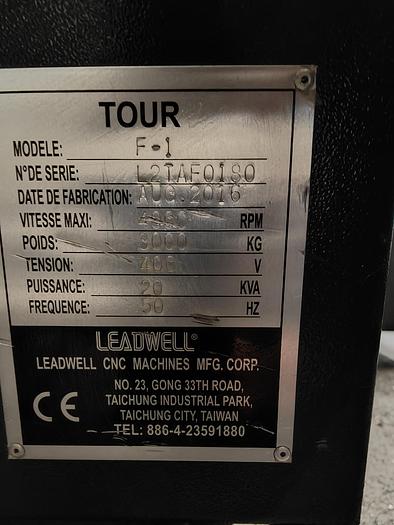 TOUR
MODELE: F-1
N°DE SERIE: L2TAF0180
DATE DE FABRICATION: AUG.2016
VITESSE MAXI: RPM
POIDS: 3000 KG
TENSION: 400 V
PUISSANCE: 20 KVA
FREQUENCE: 50 HZ
LEADWELL®
LEADWELL CNC MACHINES MFG. CORP.
NO. 23, GONG 33TH ROAD,
TAICHUNG INDUSTRIAL PARK,
CE TAICHUNG CITY, TAIWAN
TEL: 886-4-23591880